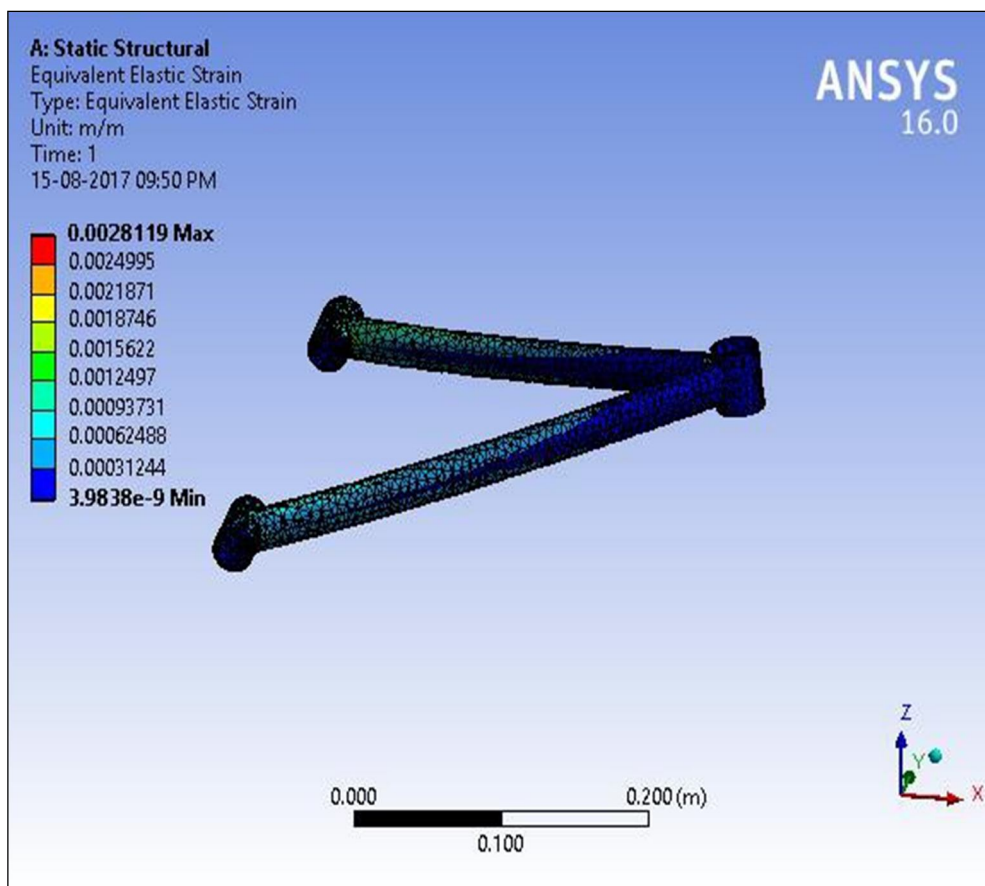 A: Static Structural
Equivalent Elastic Strain
Type: Equivalent Elastic Strain
Unit: m/m
Time: 1
15-08-2017 09:50 PM
ANSYS
16.0
0.0028119 Max
0.0024995
0.0021871
0.0018746
0.0015622
0.0012497
0.00093731
0.00062488
0.00031244
3.9838e-9 Min
Z
Y
X
0.000
0.200 (m)
0.100